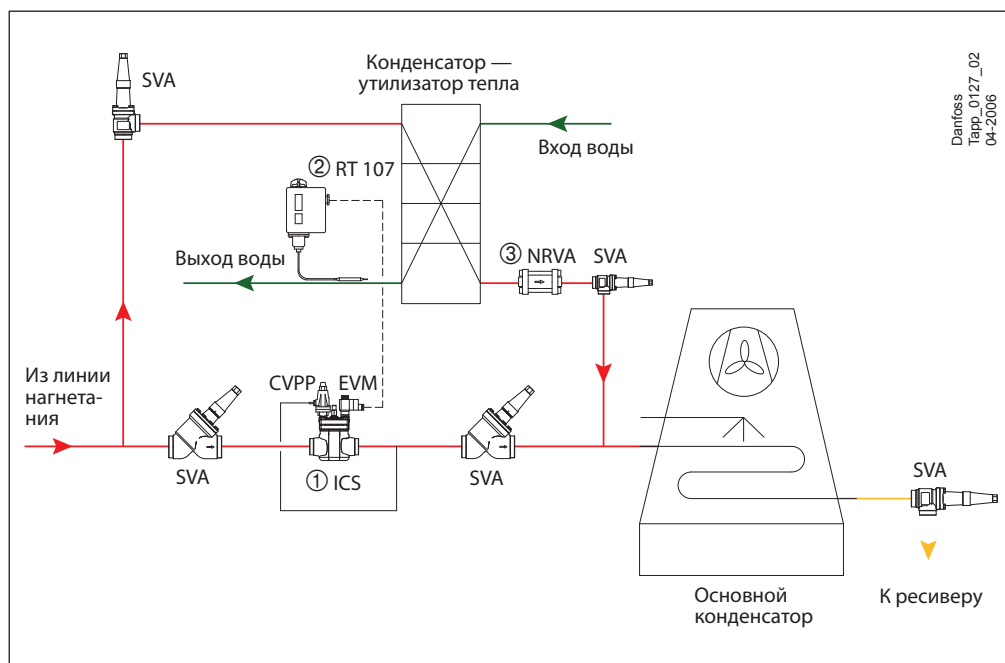 SVA
Конденсатор —
утилизатор тепла
Danfoss
Tapp_0127_02
04-2006
Вход воды
② RT 107
Выход воды
③ NRVA
SVA
Из линии
нагнета-
ния
CVPP
EVM
SVA
① ICS
SVA
SVA
Основной
конденсатор
К ресиверу